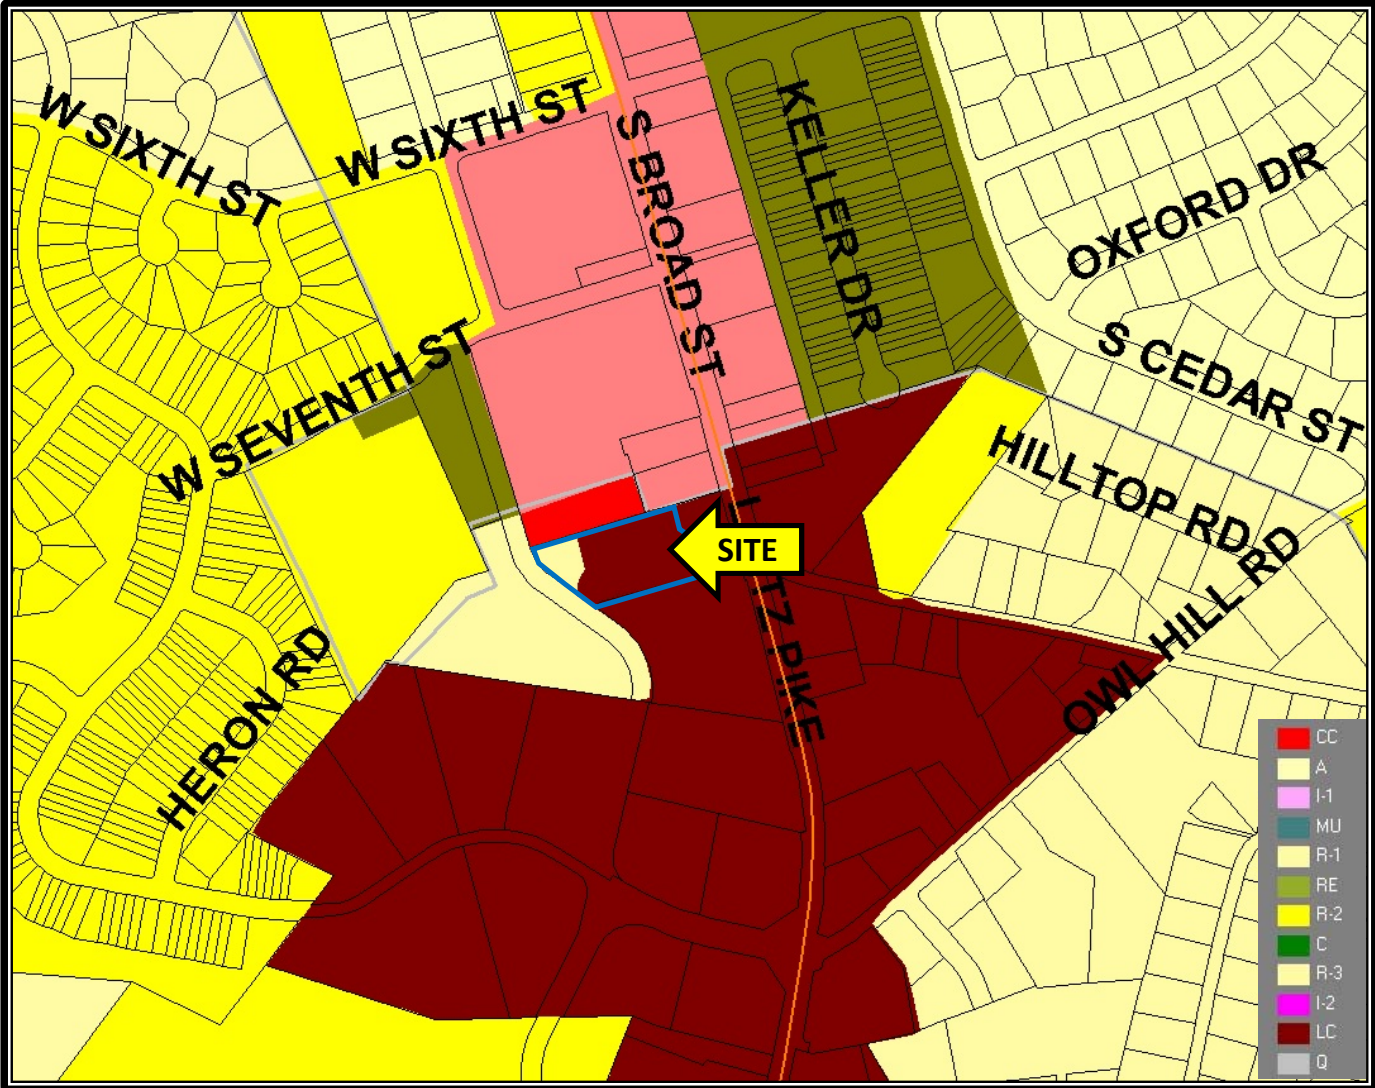 W SIXTH ST
W SIXTH ST
S BROAD ST
KELLER DR
OXFORD DR
S CEDAR ST
W SEVENTH ST
HILLTOP RD
OWL HILL RD
SITE
PIKE
HERON RD
CC
A
I-1
MU
R-1
RE
R-2
C
R-3
I-2
LC
Q